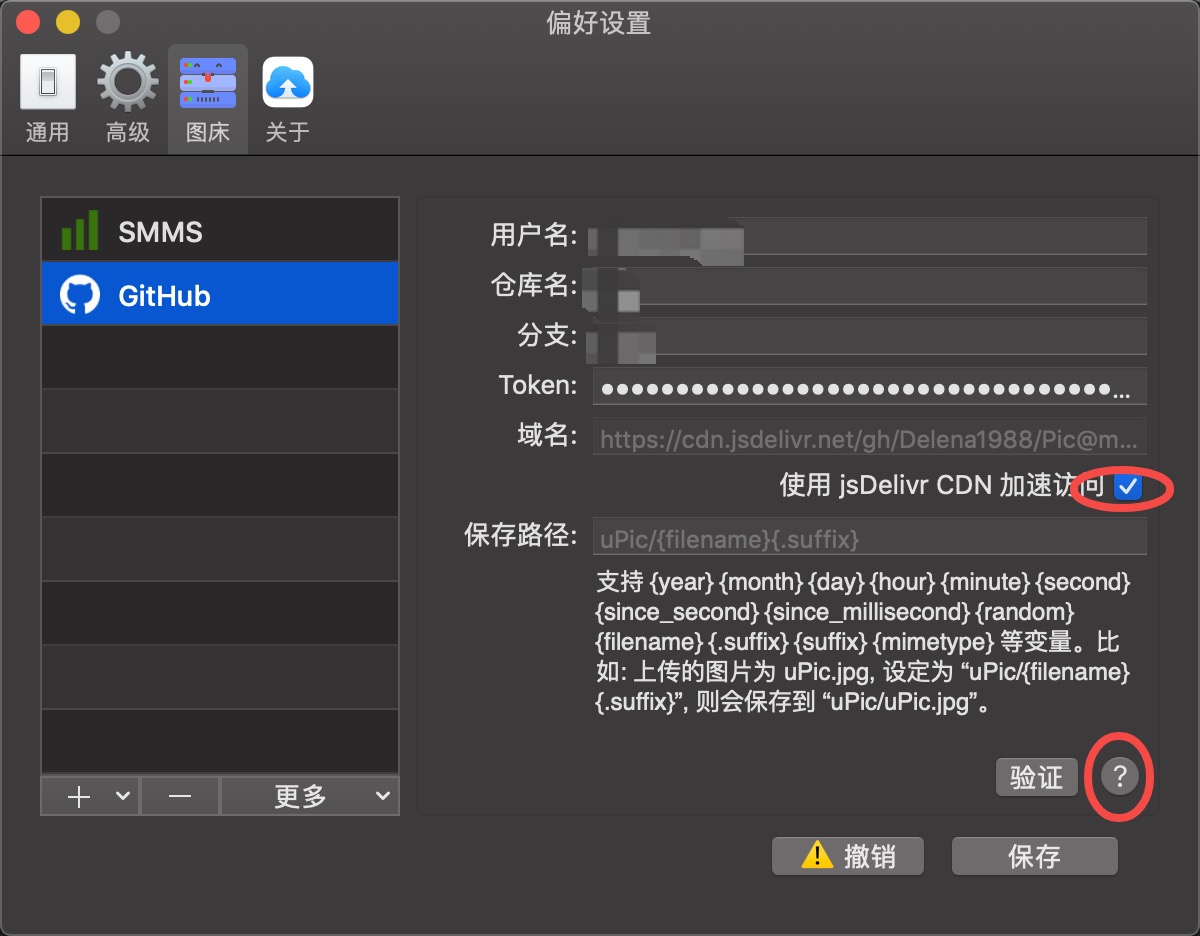 偏好设置
通用 高级 图床 关于
SMMS
GitHub
用户名:
仓库名:
分支:
Token: ●●●●●●●●●●●●●●●●●●●●●●●●●●●●●●●●●●...
域名: https://cdn.jsdelivr.net/gh/Delena1988/Pic@m...
使用 jsDelivr CDN 加速访问
保存路径: uPic/{filename}{.suffix}
支持 {year} {month} {day} {hour} {minute} {second}
{since_second} {since_millisecond} {random}
{filename} {.suffix} {suffix} {mimetype} 等变量。比
如: 上传的图片为 uPic.jpg, 设定为 “uPic/{filename}
{.suffix}”, 则会保存到 “uPic/uPic.jpg”。
验证 ?
更多
撤销 保存